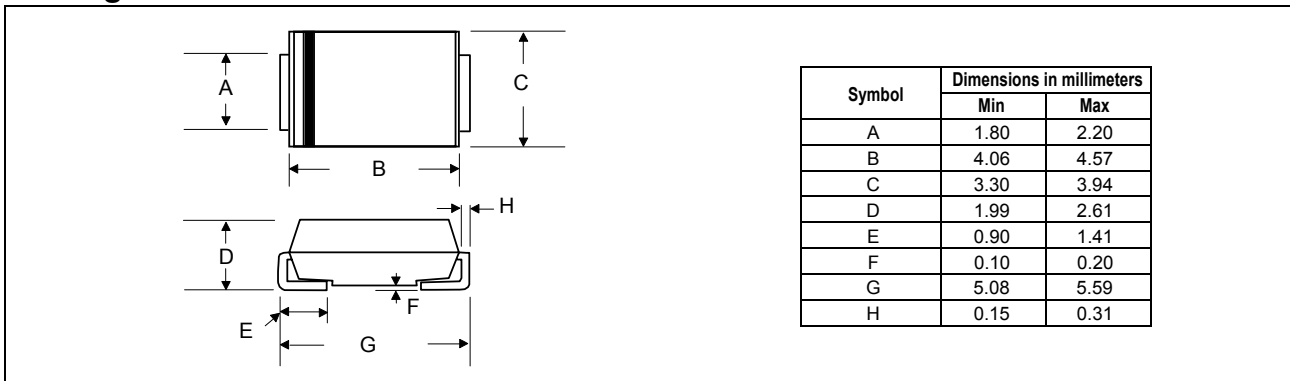 A
C
B
H
D
F
E
G
Symbol Dimensions in millimeters
Min Max
A 1.80 2.20
B 4.06 4.57
C 3.30 3.94
D 1.99 2.61
E 0.90 1.41
F 0.10 0.20
G 5.08 5.59
H 0.15 0.31